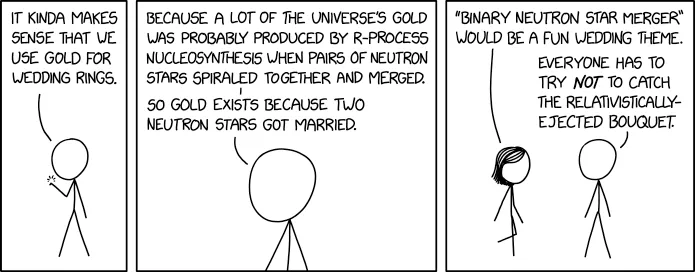 IT KINDA MAKES
SENSE THAT WE
USE GOLD FOR
WEDDING RINGS.
BECAUSE A LOT OF THE UNIVERSE'S GOLD
WAS PROBABLY PRODUCED BY R-PROCESS
NUCLEOSYNTHESIS WHEN PAIRS OF NEUTRON
STARS SPIRALED TOGETHER AND MERGED.
SO GOLD EXISTS BECAUSE TWO
NEUTRON STARS GOT MARRIED.
"BINARY NEUTRON STAR MERGER"
WOULD BE A FUN WEDDING THEME.
EVERYONE HAS TO
TRY NOT TO CATCH
THE RELATIVISTICALLY-
EJECTED BOUQUET.